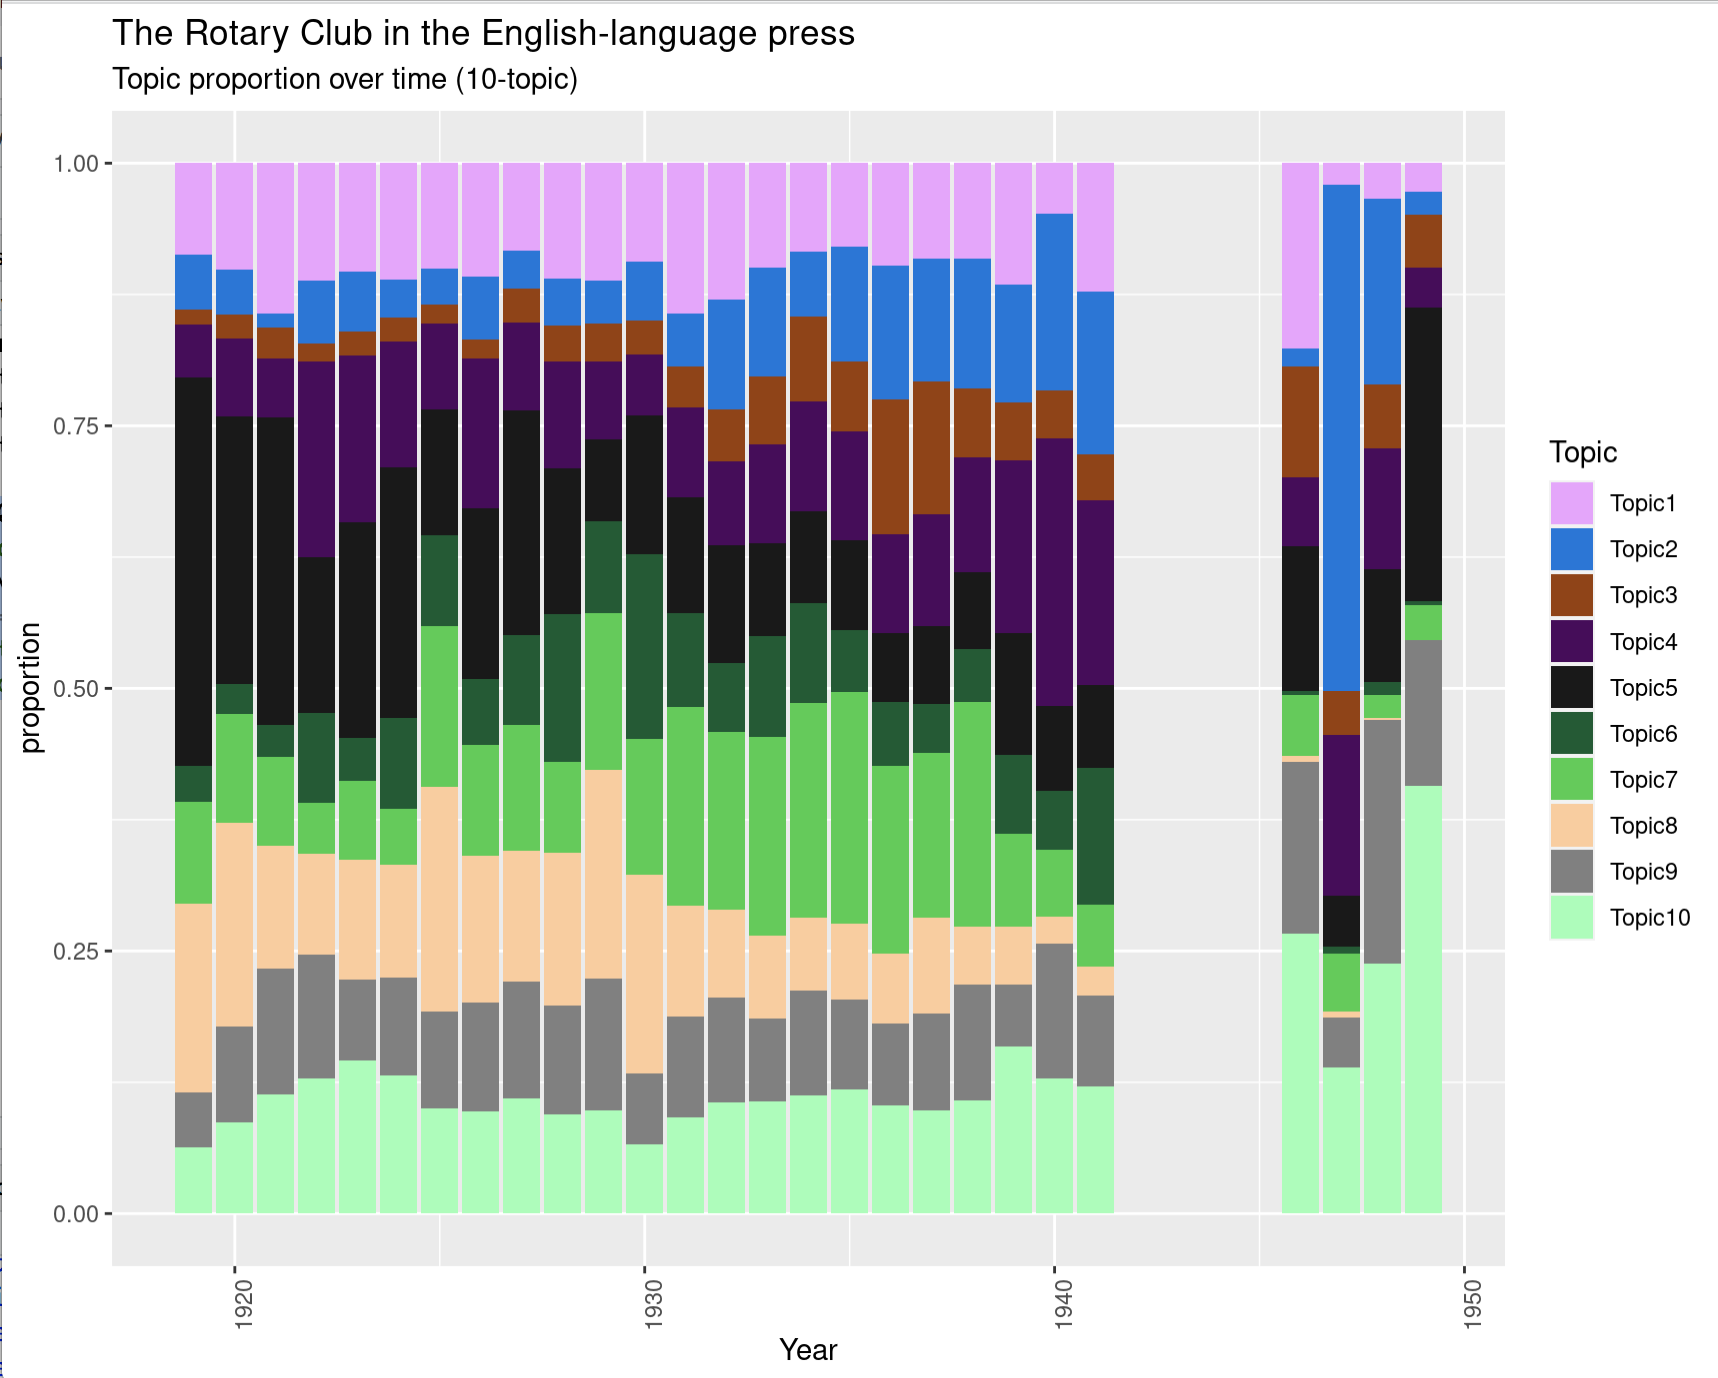 The Rotary Club in the English-language press
Topic proportion over time (10-topic)
1.00
0.75
0.50
0.25
0.00
proportion
1920
1930
1940
1950
Year
Topic
Topic1
Topic2
Topic3
Topic4
Topic5
Topic6
Topic7
Topic8
Topic9
Topic10